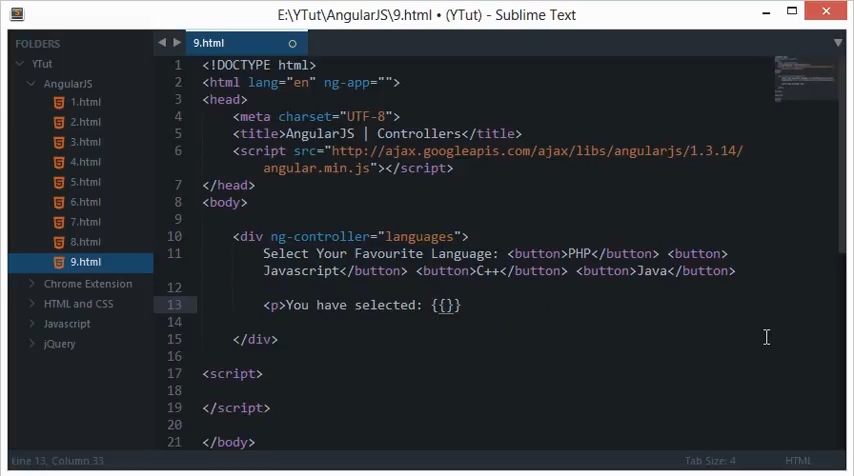 E:\YTut\AngularJS\9.html • (YTut) - Sublime Text
FOLDERS
YTut
AngularJS
1.html
2.html
3.html
4.html
5.html
6.html
7.html
8.html
9.html
Chrome Extension
HTML and CSS
Javascript
jQuery
9.html
1 <!DOCTYPE html>
2 <html lang="en" ng-app="">
3 <head>
4 <meta charset="UTF-8">
5 <title>AngularJS | Controllers</title>
6 <script src="http://ajax.googleapis.com/ajax/libs/angularjs/1.3.14/
angular.min.js"></script>
7 </head>
8 <body>
9
10 <div ng-controller="languages">
11 Select Your Favourite Language: <button>PHP</button> <button>
Javascript</button> <button>C++</button> <button>Java</button>
12
13 <p>You have selected: {{}}
14
15 </div>
16
17 <script>
18
19 </script>
20
21 </body>
Line 13, Column 33
Tab Size: 4
HTML